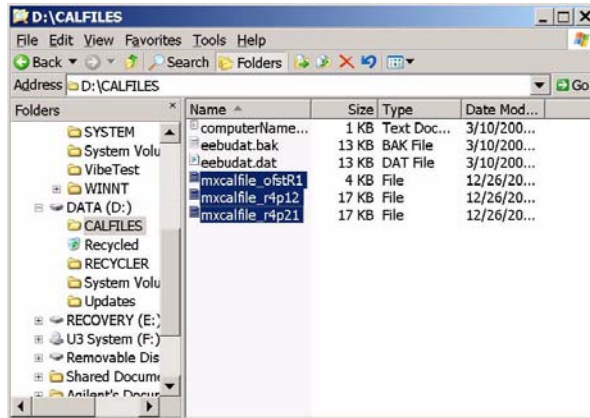 D:\CALFILES
File Edit View Favorites Tools Help
Back Search Folders
Address D:\CALFILES Go
Folders
SYSTEM
System Volu
VibeTest
WINNT
DATA (D:)
CALFILES
Recycled
RECYCLER
System Volu
Updates
RECOVERY (E:)
U3 System (F:)
Removable Dis
Shared Docume
Agilent's Docum
Name Size Type Date Mod...
computerName... 1 KB Text Doc... 3/10/200...
eebudat.bak 13 KB BAK File 3/10/200...
eebudat.dat 13 KB DAT File 3/10/200...
mxcalfile_ofstR1 4 KB File 12/26/20...
mxcalfile_r4p12 17 KB File 12/26/20...
mxcalfile_r4p21 17 KB File 12/26/20...